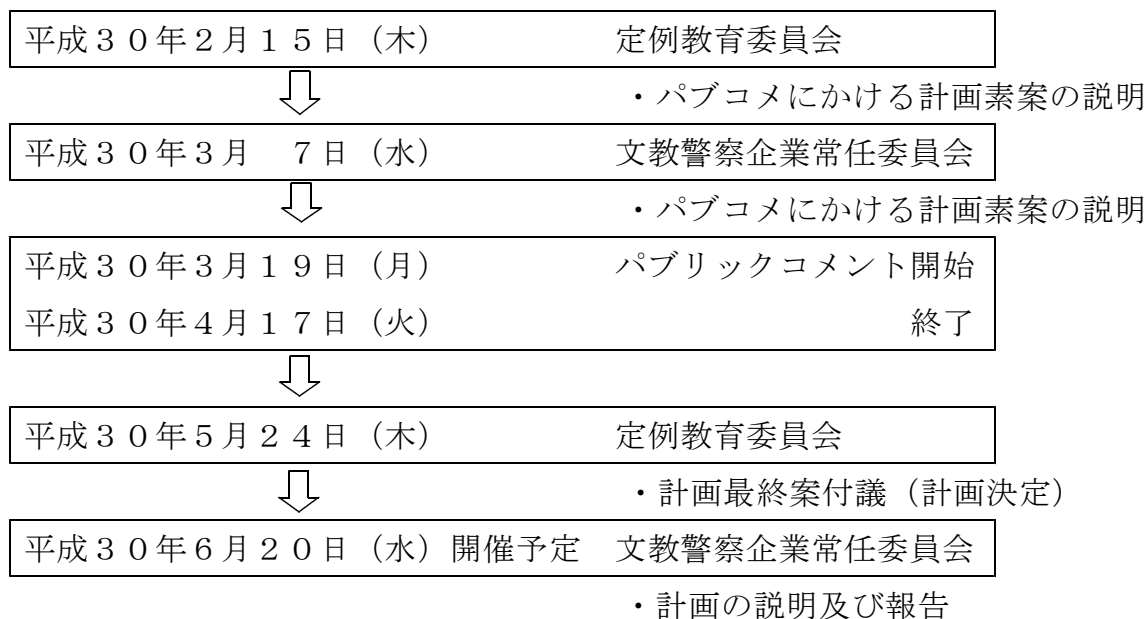 平成３０年２月１５日（木）　定例教育委員会
・パブコメにかける計画素案の説明
平成３０年３月　７日（水）　文教警察企業常任委員会
・パブコメにかける計画素案の説明
平成３０年３月１９日（月）　パブリックコメント開始
平成３０年４月１７日（火）　終了
平成３０年５月２４日（木）　定例教育委員会
・計画最終案付議（計画決定）
平成３０年６月２０日（水）開催予定　文教警察企業常任委員会
・計画の説明及び報告